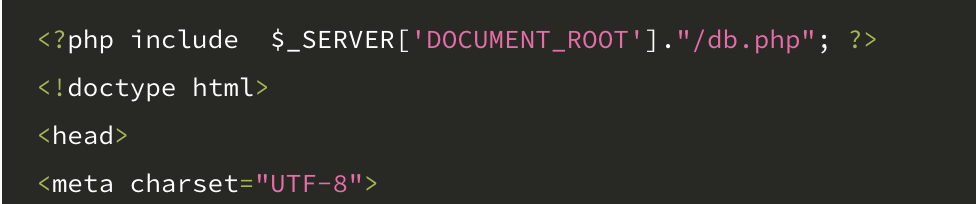 <?php include  $_SERVER['DOCUMENT_ROOT']."/db.php"; ?>
<!doctype html>
<head>
<meta charset="UTF-8">